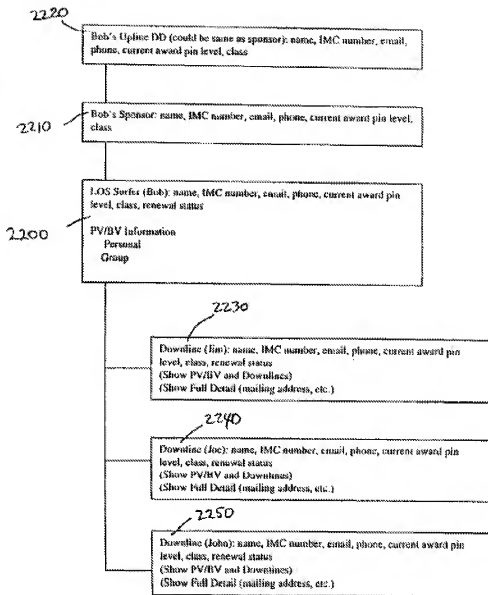 2220
Bob's Upline DD (could be same as sponsor): name, IMC number, email,
phone, current award pin level, class
2210
Bob's Sponsor: name, IMC number, email, phone, current award pin level,
class
LOS Surfer (Bob): name, IMC number, email, phone, current award pin
level, class, renewal status
2200
PV/BV Information
Personal
Group
2230
Downline (Jim): name, IMC number, email, phone, current award pin
level, class, renewal status
(Show PV/BV and Downlines)
(Show Full Detail (mailing address, etc.)
2240
Downline (Joe): name, IMC number, email, phone, current award pin
level, class, renewal status
(Show PV/BV and Downlines)
(Show Full Detail (mailing address, etc.)
2250
Downline (John): name, IMC number, email, phone, current award pin
level, class, renewal status
(Show PV/BV and Downlines)
(Show Full Detail (mailing address, etc.)